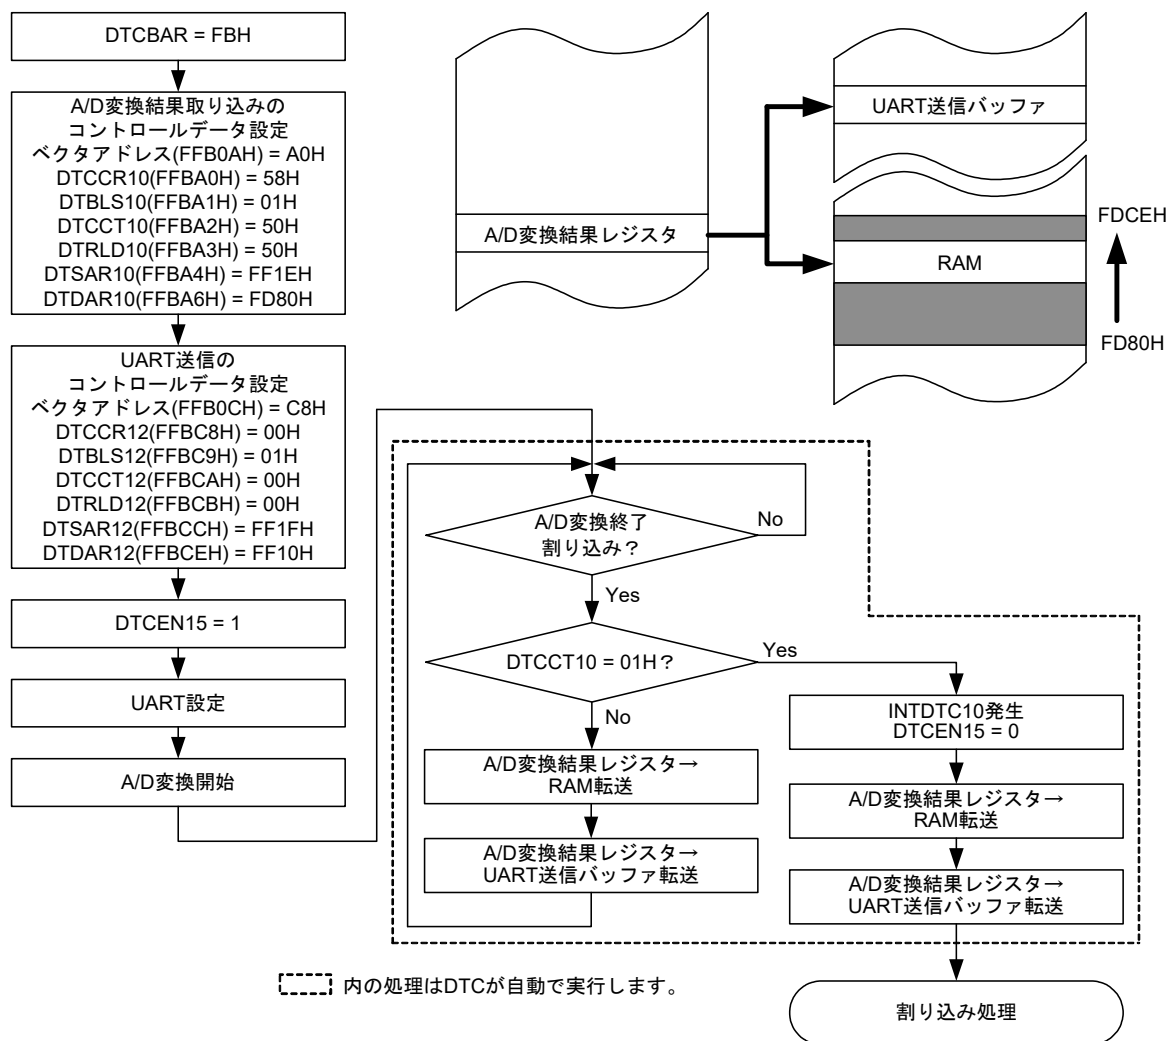 DTCBAR = FBH
A/D変換結果取り込みの
コントロールデータ設定
ベクタアドレス(FFB0AH) = A0H
DTCCR10(FFBA0H) = 58H
DTBLS10(FFBA1H) = 01H
DTCCT10(FFBA2H) = 50H
DTRLD10(FFBA3H) = 50H
DTSAR10(FFBA4H) = FF1EH
DTDAR10(FFBA6H) = FD80H
UART送信の
コントロールデータ設定
ベクタアドレス(FFB0CH) = C8H
DTCCR12(FFBC8H) = 00H
DTBLS12(FFBC9H) = 01H
DTCCT12(FFBCAH) = 00H
DTRLD12(FFBCBH) = 00H
DTSAR12(FFBCCH) = FF1FH
DTDAR12(FFBCEH) = FF10H
DTCEN15 = 1
UART設定
A/D変換開始
A/D変換結果レジスタ
UART送信バッファ
RAM
FDCEH
FD80H
A/D変換終了
割り込み?
No
Yes
DTCCT10 = 01H?
Yes
No
A/D変換結果レジスタ→
RAM転送
A/D変換結果レジスタ→
UART送信バッファ転送
INTDTC10発生
DTCEN15 = 0
A/D変換結果レジスタ→
RAM転送
A/D変換結果レジスタ→
UART送信バッファ転送
割り込み処理
内の処理はDTCが自動で実行します。